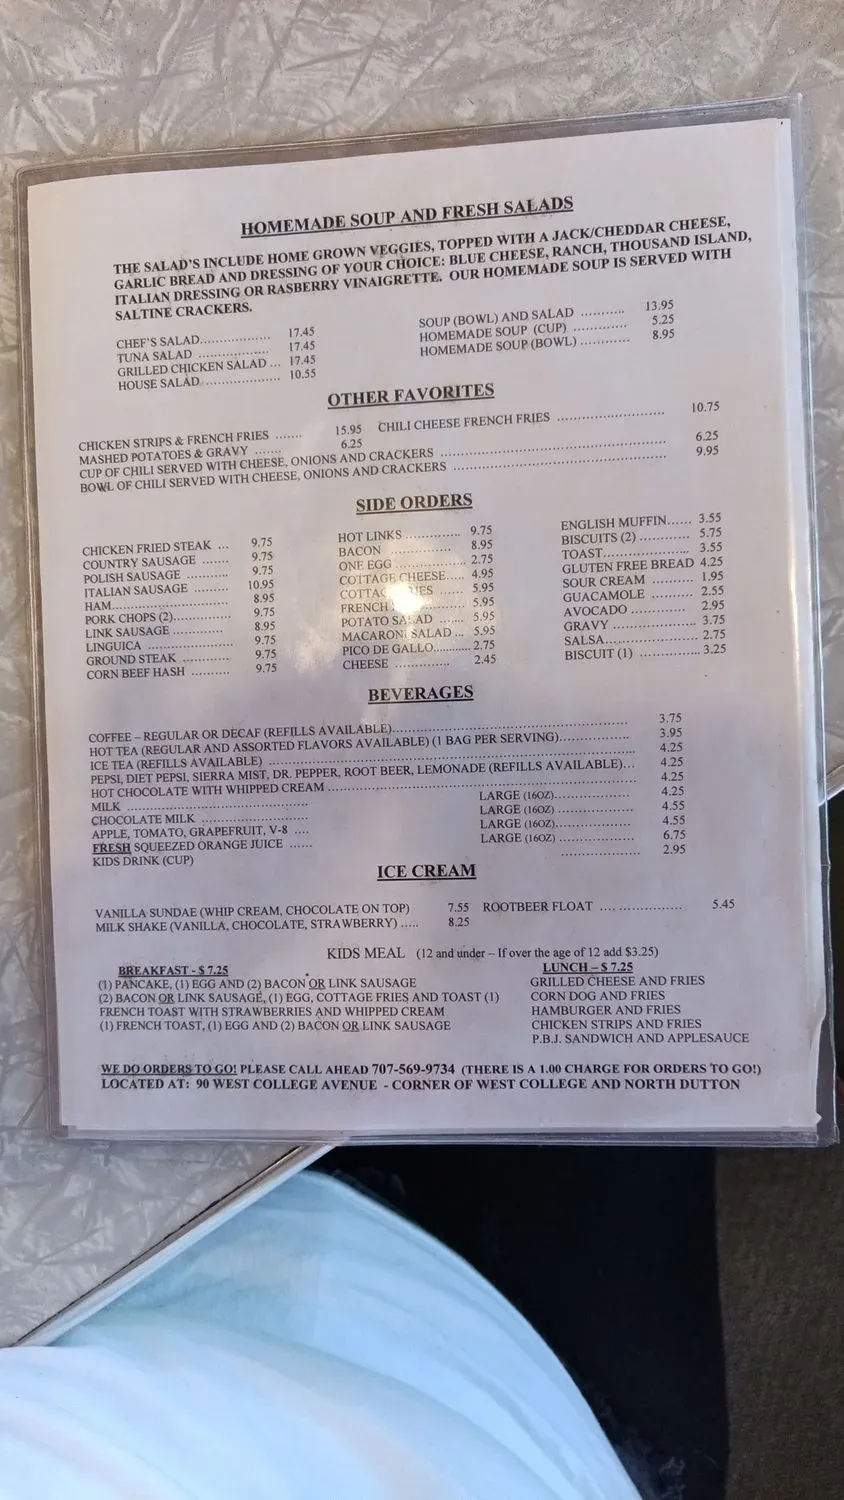 HOMEMADE SOUP AND FRESH SALADS
THE SALAD'S INCLUDE HOME GROWN VEGGIES, TOPPED WITH A JACK/CHEDDAR CHEESE,
GARLIC BREAD AND DRESSING OF YOUR CHOICE: BLUE CHEESE, RANCH, THOUSAND ISLAND,
ITALIAN DRESSING OR RASBERRY VINAIGRETTE. OUR HOMEMADE SOUP IS SERVED WITH
SALTINE CRACKERS.
CHEF'S SALAD.................. 17.45
TUNA SALAD ................... 17.45
GRILLED CHICKEN SALAD ... 17.45
HOUSE SALAD .................... 10.55
SOUP (BOWL) AND SALAD ........... 13.95
HOMEMADE SOUP (CUP) ............. 5.25
HOMEMADE SOUP (BOWL) ............ 8.95
OTHER FAVORITES
CHICKEN STRIPS & FRENCH FRIES ....... 15.95 CHILI CHEESE FRENCH FRIES ........................... 10.75
MASHED POTATOES & GRAVY ....... 6.25
CUP OF CHILI SERVED WITH CHEESE, ONIONS AND CRACKERS ........................... 6.25
BOWL OF CHILI SERVED WITH CHEESE, ONIONS AND CRACKERS ........................... 9.95
SIDE ORDERS
CHICKEN FRIED STEAK ... 9.75
COUNTRY SAUSAGE ....... 9.75
POLISH SAUSAGE ........... 9.75
ITALIAN SAUSAGE ......... 10.95
HAM............................... 8.95
PORK CHOPS (2)............... 9.75
LINK SAUSAGE ............. 8.95
LINGUICA ....................... 9.75
GROUND STEAK ............. 9.75
CORN BEEF HASH .......... 9.75
HOT LINKS .............. 9.75
BACON ................ 8.95
ONE EGG ................... 2.75
COTTAGE CHEESE..... 4.95
COTTAGE FRIES ...... 5.95
FRENCH ............ 5.95
POTATO SALAD ....... 5.95
MACARONI SALAD ... 5.95
PICO DE GALLO............ 2.75
CHEESE .............. 2.45
ENGLISH MUFFIN...... 3.55
BISCUITS (2) .............. 5.75
TOAST....................... 3.55
GLUTEN FREE BREAD 4.25
SOUR CREAM .......... 1.95
GUACAMOLE .......... 2.55
AVOCADO ............... 2.95
GRAVY ..................... 3.75
SALSA........................ 2.75
BISCUIT (1) ................ 3.25
BEVERAGES
COFFEE – REGULAR OR DECAF (REFILLS AVAILABLE)............................................. 3.75
HOT TEA (REGULAR AND ASSORTED FLAVORS AVAILABLE) (1 BAG PER SERVING)................. 3.95
ICE TEA (REFILLS AVAILABLE) ............................................................ 4.25
PEPSI, DIET PEPSI, SIERRA MIST, DR. PEPPER, ROOT BEER, LEMONADE (REFILLS AVAILABLE)... 4.25
HOT CHOCOLATE WITH WHIPPED CREAM ........................................ 4.25
MILK ............................................. LARGE (16OZ).................... 4.25
CHOCOLATE MILK .......................... LARGE (16OZ).................... 4.55
APPLE, TOMATO, GRAPEFRUIT, V-8 .... LARGE (16OZ).................... 4.55
FRESH SQUEEZED ORANGE JUICE ...... LARGE (16OZ) .................... 6.75
KIDS DRINK (CUP) ..................... 2.95
ICE CREAM
VANILLA SUNDAE (WHIP CREAM, CHOCOLATE ON TOP) 7.55 ROOTBEER FLOAT .... ................ 5.45
MILK SHAKE (VANILLA, CHOCOLATE, STRAWBERRY) ..... 8.25
KIDS MEAL (12 and under – If over the age of 12 add $3.25)
BREAKFAST - $ 7.25
(1) PANCAKE, (1) EGG AND (2) BACON OR LINK SAUSAGE
(2) BACON OR LINK SAUSAGE, (1) EGG, COTTAGE FRIES AND TOAST (1)
FRENCH TOAST WITH STRAWBERRIES AND WHIPPED CREAM
(1) FRENCH TOAST, (1) EGG AND (2) BACON OR LINK SAUSAGE
LUNCH – $ 7.25
GRILLED CHEESE AND FRIES
CORN DOG AND FRIES
HAMBURGER AND FRIES
CHICKEN STRIPS AND FRIES
P.B.J. SANDWICH AND APPLESAUCE
WE DO ORDERS TO GO! PLEASE CALL AHEAD 707-569-9734 (THERE IS A 1.00 CHARGE FOR ORDERS TO GO!)
LOCATED AT: 90 WEST COLLEGE AVENUE - CORNER OF WEST COLLEGE AND NORTH DUTTON